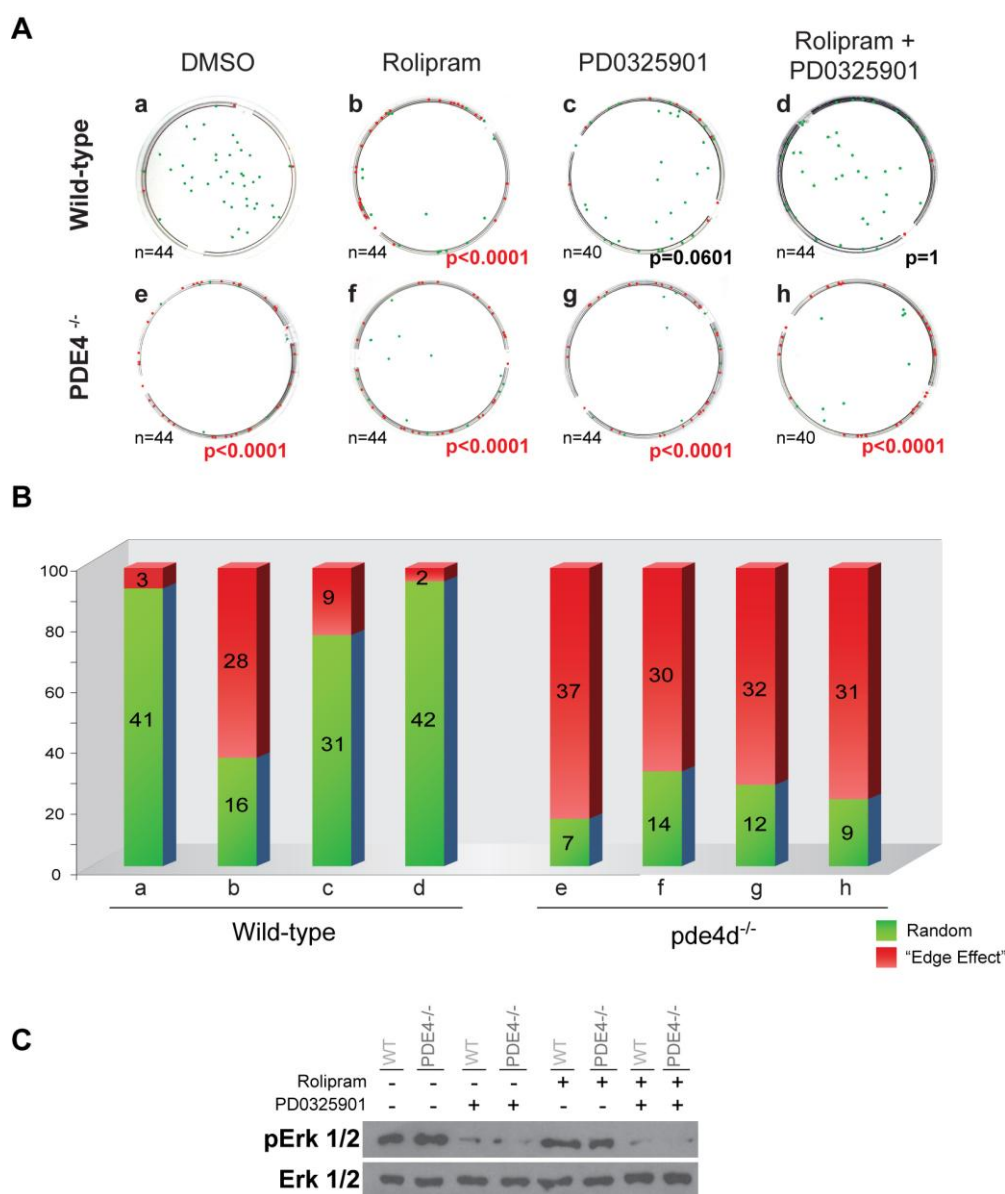 A
DMSO
Rolipram
PD0325901
Rolipram +
PD0325901
Wild-type
a
b
c
d
n=44
n=44
p<0.0001
n=40
p=0.0601
n=44
p=1
PDE4 -/-
e
f
g
h
n=44
p<0.0001
n=44
p<0.0001
n=44
p<0.0001
n=40
p<0.0001
B
100
80
60
40
20
0
3
41
28
16
9
31
2
42
37
7
30
14
32
12
31
9
a b c d e f g h
Wild-type
pde4d-/-
Random
"Edge Effect"
C
WT PDE4-/- WT PDE4-/- WT PDE4-/- WT PDE4-/-
Rolipram - - - - + + + +
PD0325901 - - + + - - + +
pErk 1/2
Erk 1/2